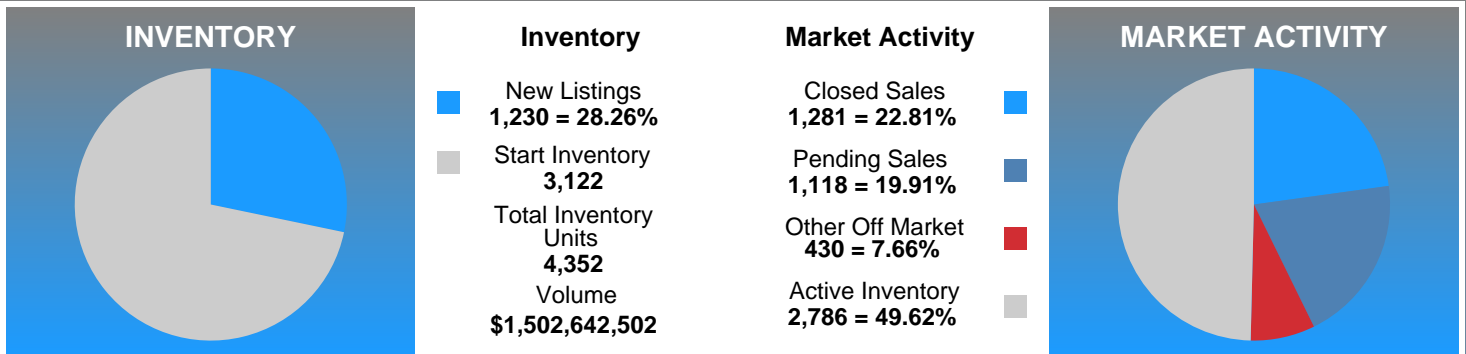 INVENTORY
Inventory
New Listings
1,230 = 28.26%
Start Inventory
3,122
Total Inventory
Units
4,352
Volume
$1,502,642,502
Market Activity
Closed Sales
1,281 = 22.81%
Pending Sales
1,118 = 19.91%
Other Off Market
430 = 7.66%
Active Inventory
2,786 = 49.62%
MARKET ACTIVITY